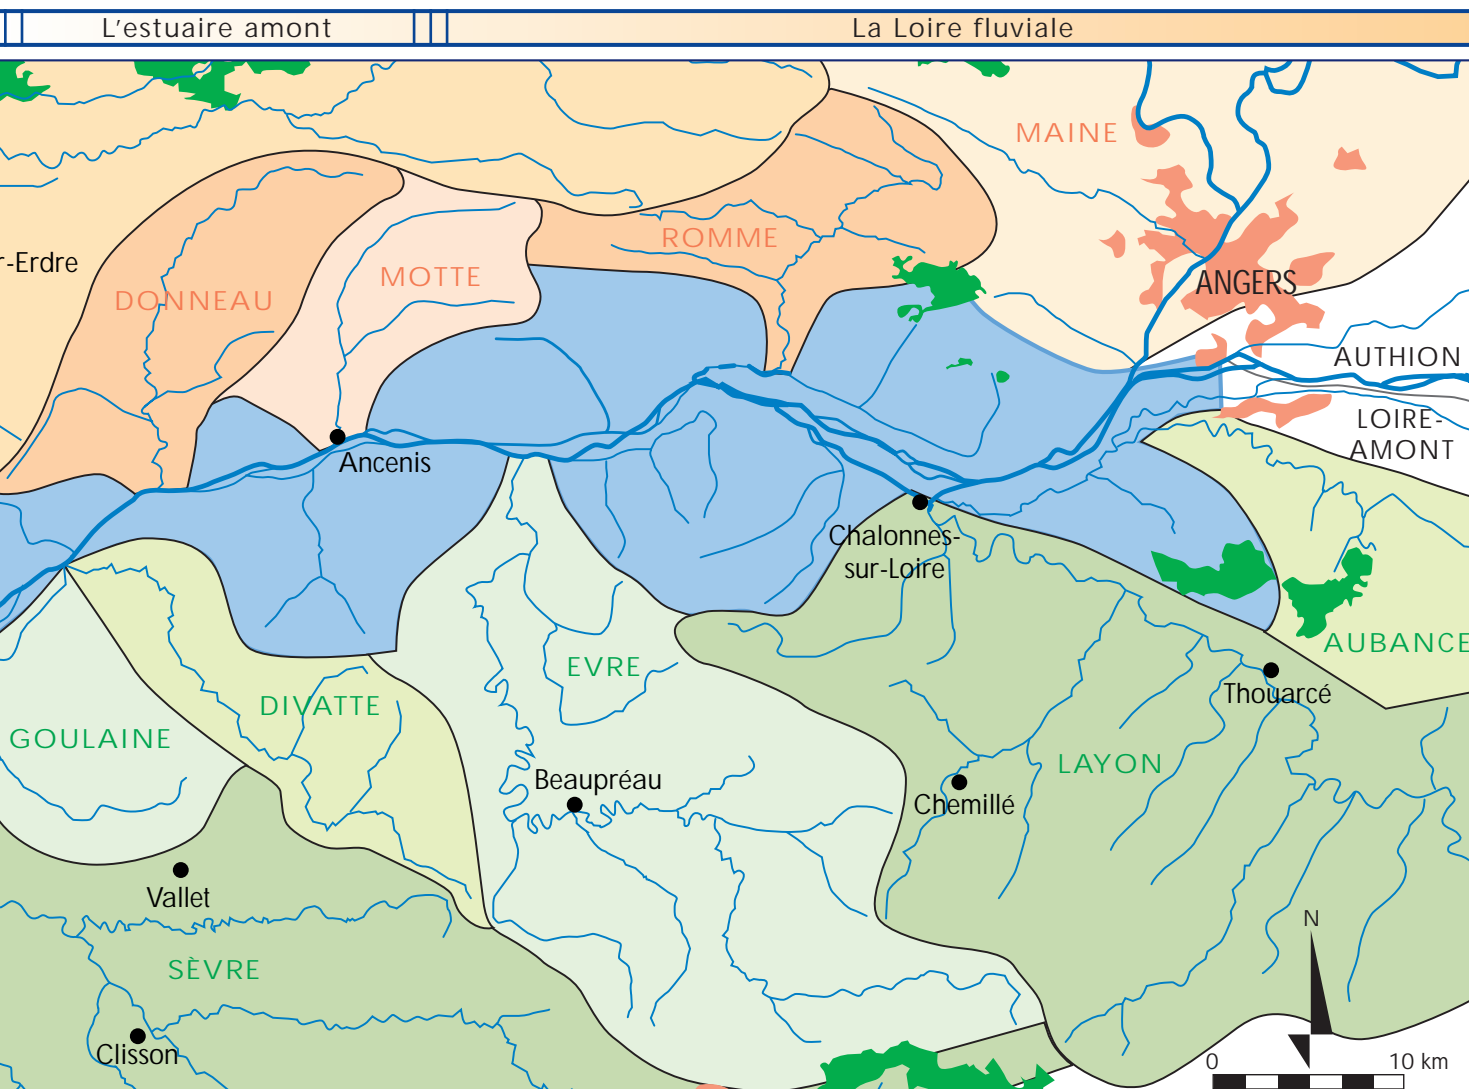 L'estuaire amont
La Loire fluviale
MAINE
ROMME
r-Erdre
MOTTE
DONNEAU
ANGERS
AUTHION
LOIRE-
AMONT
Ancenis
Chalonnes-
sur-Loire
AUBANCE
EVRE
Thouarcé
DIVATTE
GOULAINE
LAYON
Beaupréau
Chemillé
Vallet
N
SÈVRE
Clisson
0 10 km